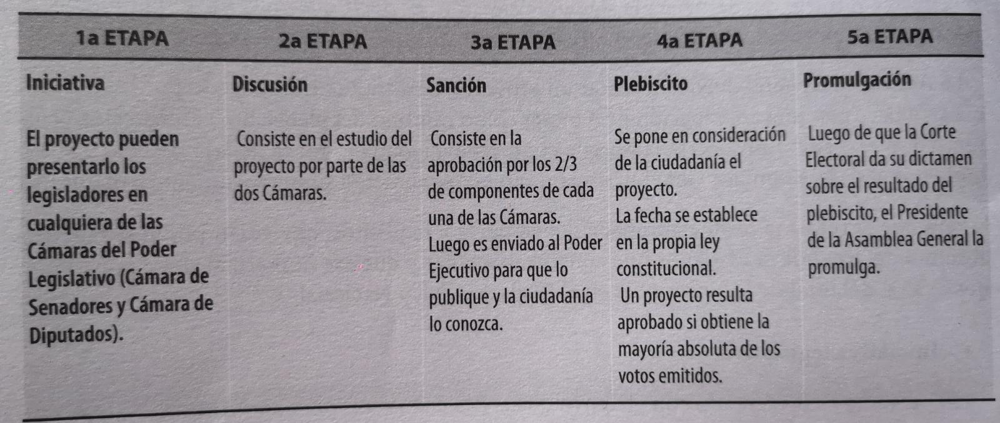 1a ETAPA
2a ETAPA
3a ETAPA
4a ETAPA
5a ETAPA
Iniciativa
El proyecto pueden
presentarlo los
legisladores en
cualquiera de las
Cámaras del Poder
Legislativo (Cámara de
Senadores y Cámara de
Diputados).
Discusión
Consiste en el estudio del
proyecto por parte de las
dos Cámaras.
Sanción
Consiste en la
aprobación por los 2/3
de componentes de cada
una de las Cámaras.
Luego es enviado al Poder
Ejecutivo para que lo
publique y la ciudadanía
lo conozca.
Plebiscito
Se pone en consideración
de la ciudadanía el
proyecto.
La fecha se establece
en la propia ley
constitucional.
Un proyecto resulta
aprobado si obtiene la
mayoría absoluta de los
votos emitidos.
Promulgación
Luego de que la Corte
Electoral da su dictamen
sobre el resultado del
plebiscito, el Presidente
de la Asamblea General la
promulga.